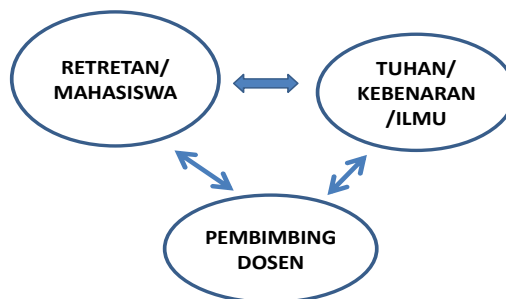 RETRETAN/
MAHASISWA
TUHAN/
KEBENARAN
/ILMU
PEMBIMBING
DOSEN